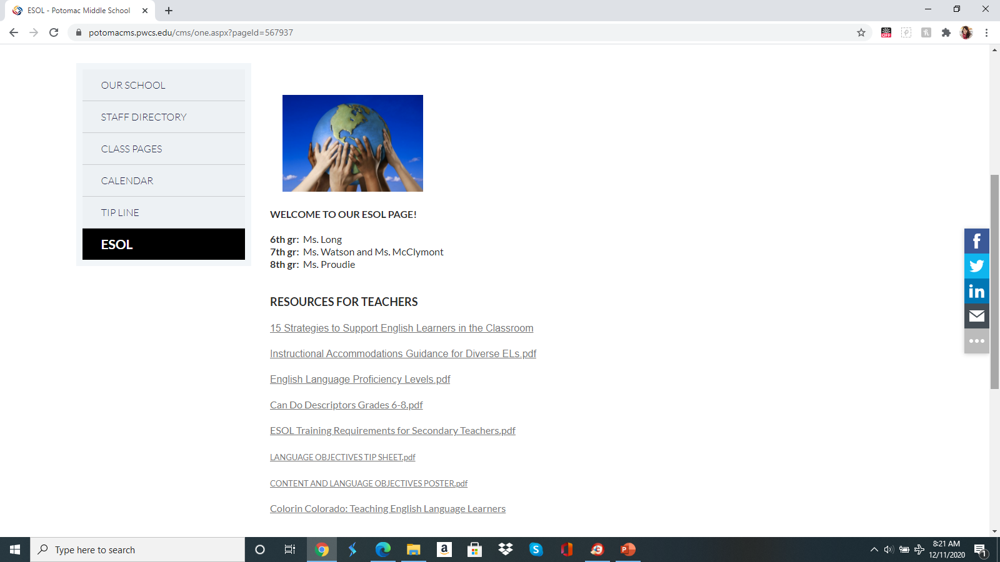 ESOL - Potomac Middle School
potomacms.pwcs.edu/cms/one.aspx?pageId=567937
OFF
OUR SCHOOL
STAFF DIRECTORY
CLASS PAGES
CALENDAR
TIP LINE
ESOL
WELCOME TO OUR ESOL PAGE!
6th gr: Ms. Long
7th gr: Ms. Watson and Ms. McClymont
8th gr: Ms. Proudie
RESOURCES FOR TEACHERS
15 Strategies to Support English Learners in the Classroom
Instructional Accommodations Guidance for Diverse ELs.pdf
English Language Proficiency Levels.pdf
Can Do Descriptors Grades 6-8.pdf
ESOL Training Requirements for Secondary Teachers.pdf
LANGUAGE OBJECTIVES TIP SHEET.pdf
CONTENT AND LANGUAGE OBJECTIVES POSTER.pdf
Colorin Colorado: Teaching English Language Learners
Type here to search
8:21 AM
12/11/2020
1